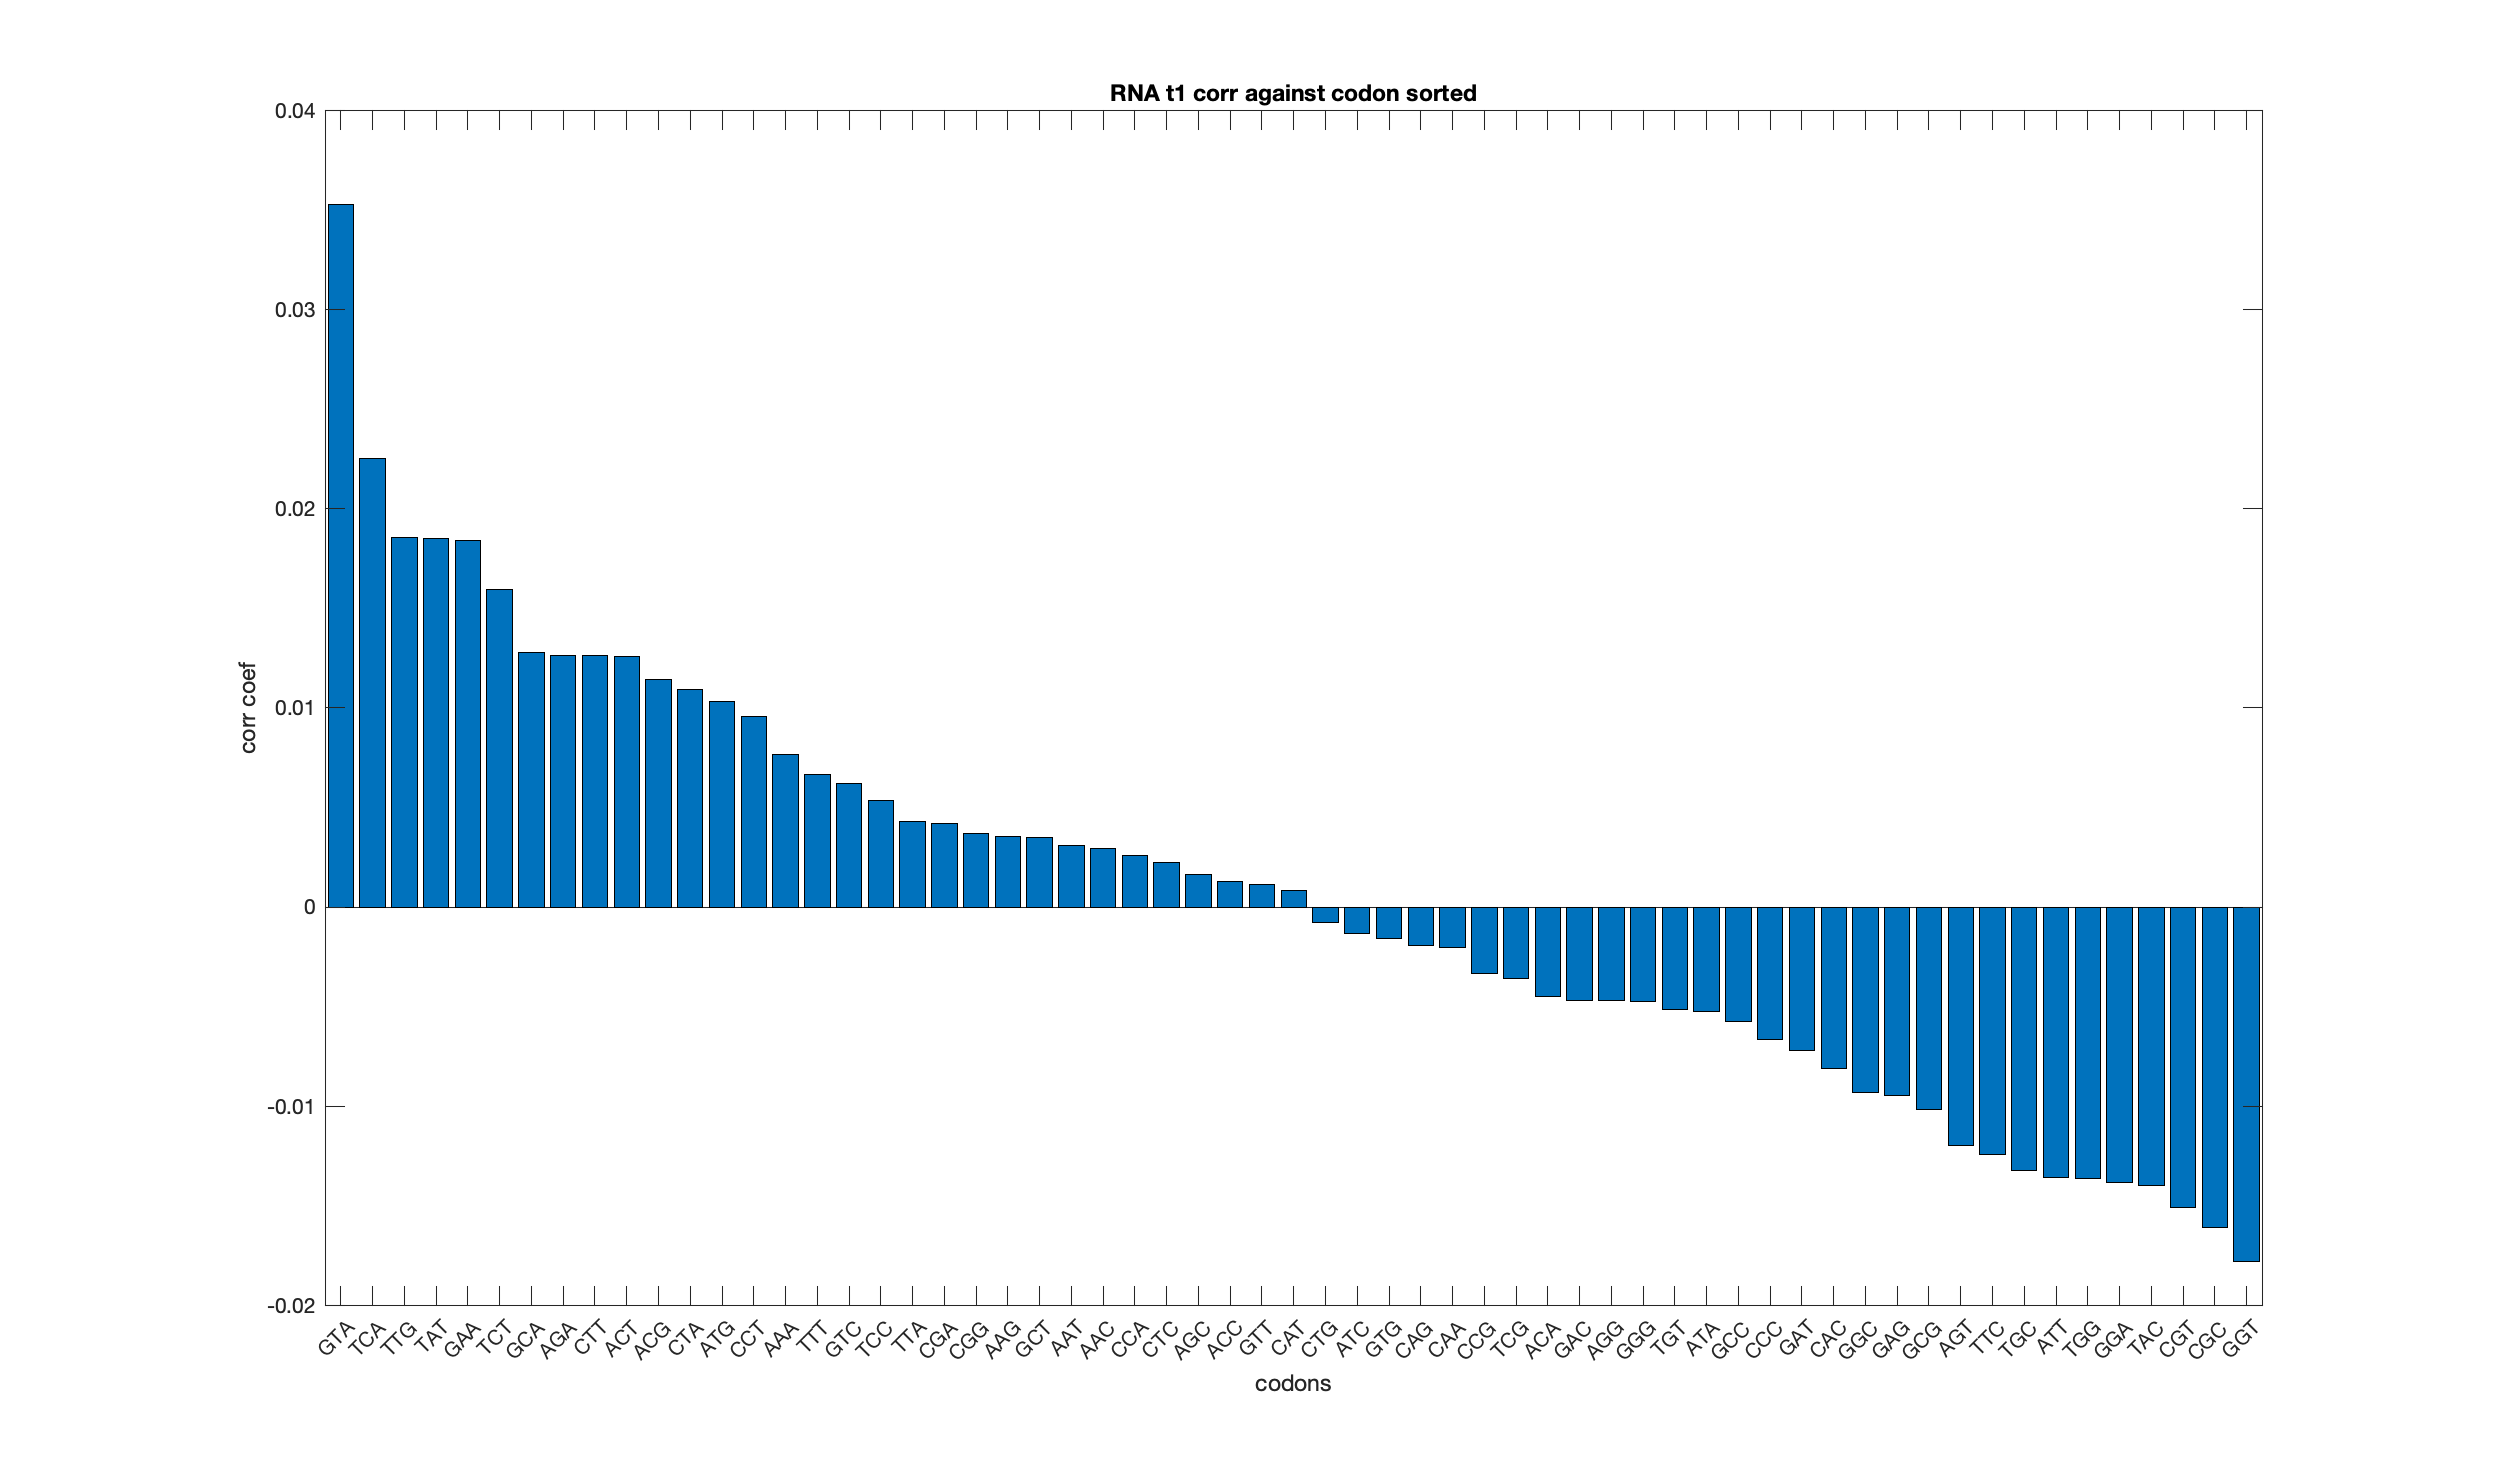 RNA t1 corr against codon sorted
0.04
0.03
0.02
0.01
0
-0.01
-0.02
corr coef
GTA TCA TTG TAT GAA TCT GCA AGA CTT ACT ACG CTA ATG CCT AAA TTT GTC TCC TTA CGA CGG AAG GCT AAT AAC CCA CTC AGC ACC GTT CAT CTG ATC GTG CAG CAA CCG TCG ACA GAC AGG GGG TGT ATA GCC CCC GAT CAC GGC GAG GCG AGT TTC TGC ATT TGG GGA TAC CGT CGC GGT
codons